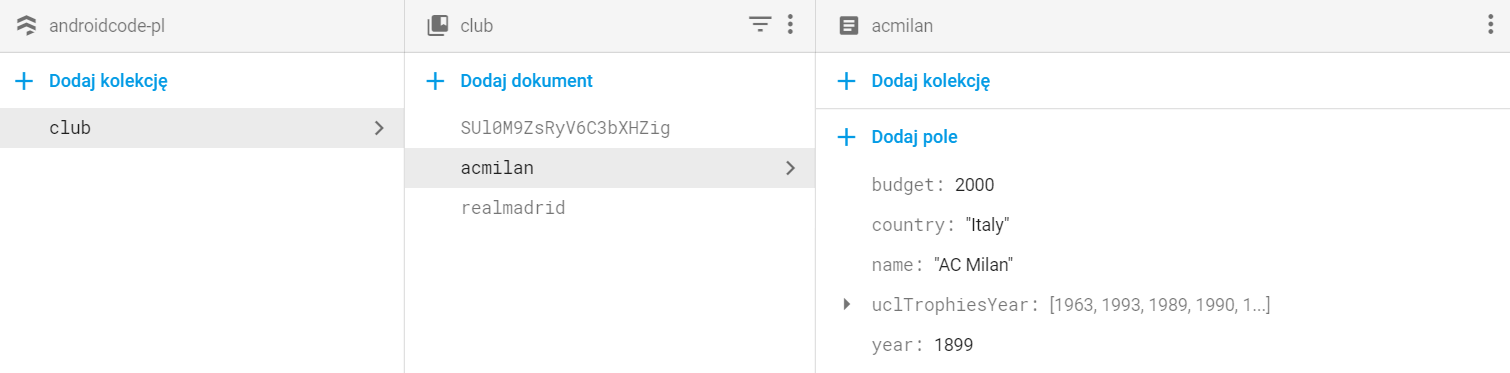 androidcode-pl
Dodaj kolekcję
club
club
Dodaj dokument
SUl0M9ZsRyV6C3bXHZig
acmilan
realmadrid
acmilan
Dodaj kolekcję
Dodaj pole
budget: 2000
country: "Italy"
name: "AC Milan"
uclTrophiesYear: [1963, 1993, 1989, 1990, 1...]
year: 1899